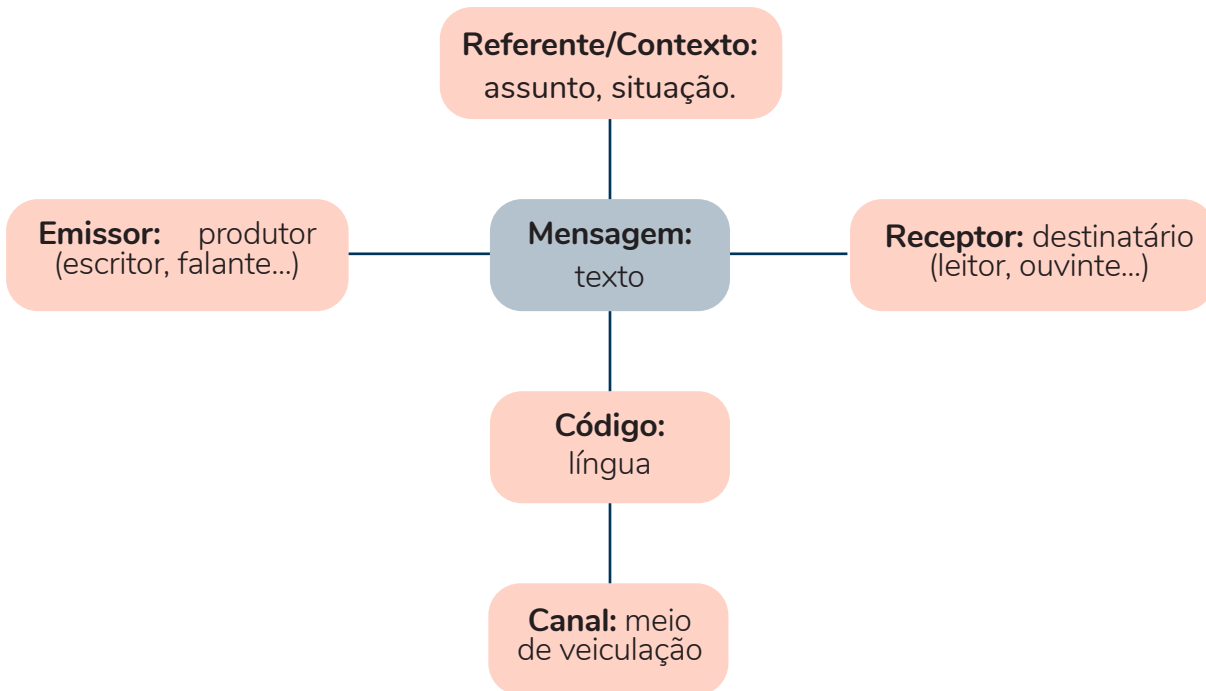 Referente/Contexto:
assunto, situação.
Emissor: produtor
(escritor, falante...)
Mensagem:
texto
Receptor: destinatário
(leitor, ouvinte...)
Código:
língua
Canal: meio
de veiculação